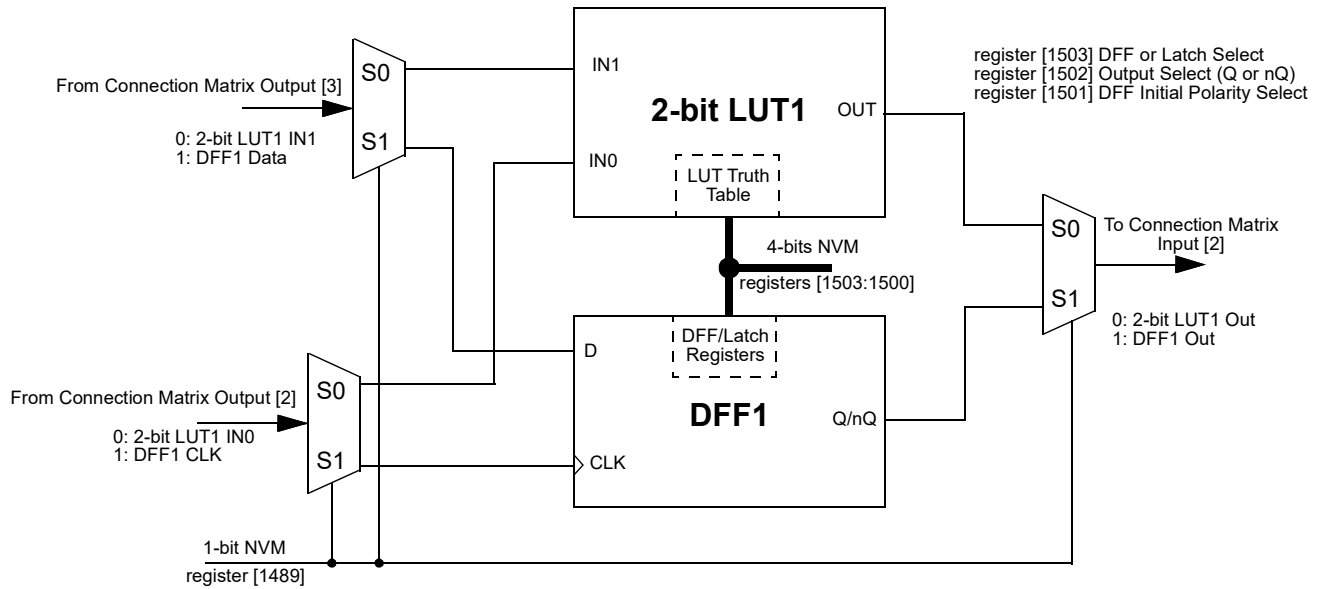 S0
From Connection Matrix Output [3]
0: 2-bit LUT1 IN1
1: DFF1 Data
S1
IN1
2-bit LUT1
OUT
IN0
LUT Truth
Table
register [1503] DFF or Latch Select
register [1502] Output Select (Q or nQ)
register [1501] DFF Initial Polarity Select
4-bits NVM
registers [1503:1500]
S0
To Connection Matrix
Input [2]
S1
0: 2-bit LUT1 Out
1: DFF1 Out
DFF/Latch
Registers
D
DFF1
Q/nQ
CLK
S0
From Connection Matrix Output [2]
0: 2-bit LUT1 IN0
1: DFF1 CLK
S1
1-bit NVM
register [1489]